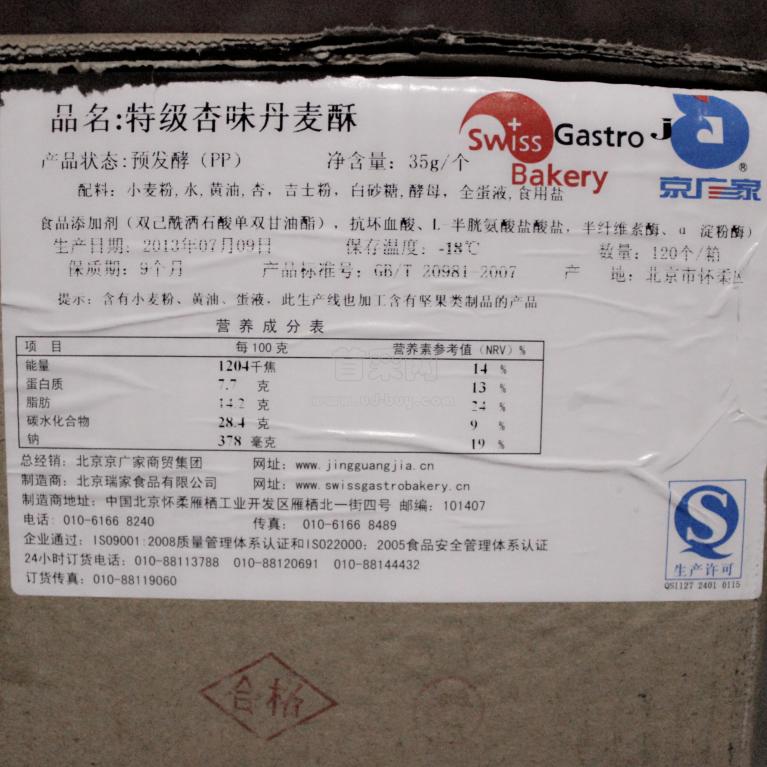 品名:特级杏味丹麦酥
Swiss Gastro J
Bakery
®
京广家
产品状态:预发酵（PP） 净含量: 35g/个
配料: 小麦粉,水,黄油,杏, 吉士粉, 白砂糖,酵母, 全蛋液,食用盐
食品添加剂（双乙酰酒石酸单双甘油酯）, 抗坏血酸、L-半胱氨酸盐酸盐, 半纤维素酶、α 淀粉酶）
生产日期: 2013年07月09日 保存温度: -18℃ 数量: 120个/箱
保质期: 9个月 产品标准号: GB/T 20981-2007 产 地: 北京市怀柔区
提示: 含有小麦粉、黄油、蛋液, 此生产线也加工含有坚果类制品的产品
营养成分表
项 目 每100克 营养素参考值（NRV）%
能量 1204千焦 14 %
蛋白质 7.7 克 13 %
脂肪 14.2 克 24 %
碳水化合物 28.4 克 9 %
钠 378 毫克 19 %
www.ud-buy.com
总经销: 北京京广家商贸集团 网址: www.jingguangjia.cn
制造商: 北京瑞家食品有限公司 网址: www.swissgastrobakery.cn
制造商地址: 中国北京怀柔雁栖工业开发区雁栖北一街四号 邮编: 101407
电话: 010-6166 8240 传真: 010-6166 8489
企业通过: ISO9001:2008质量管理体系认证和ISO22000: 2005食品安全管理体系认证
24小时订货电话: 010-88113788 010-88120691 010-88144432
订货传真: 010-88119060
生产许可
QS1127 2401 0115
合格